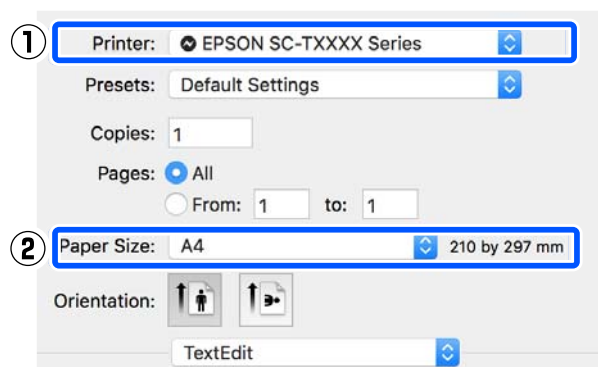 ① Printer: EPSON SC-TXXXX Series
Presets: Default Settings
Copies: 1
Pages: All
From: 1 to: 1
② Paper Size: A4 210 by 297 mm
Orientation:
TextEdit